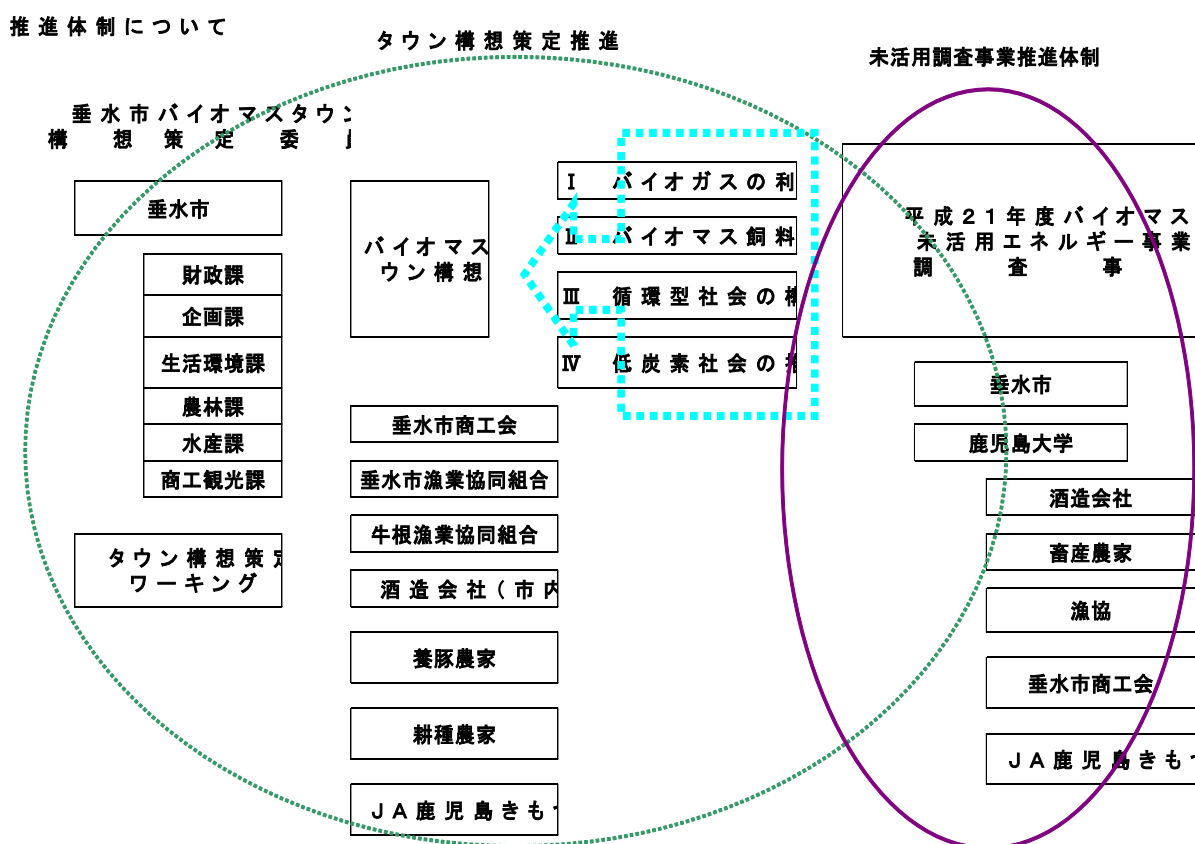 推進体制について
タウン構想策定推進
未活用調査事業推進体制
垂水市バイオマスタウン
構想策定委
垂水市
財政課
企画課
生活環境課
農林課
水産課
商工観光課
タウン構想策定
ワーキング
バイオマス
ウン構想
Ⅰ バイオガスの利
Ⅱ バイオマス飼料
Ⅲ 循環型社会の
Ⅳ 低炭素社会の
垂水市商工会
垂水市漁業協同組合
牛根漁業協同組合
酒造会社(市内
養豚農家
耕種農家
JA鹿児島きもつ
平成21年度バイオマス
未活用エネルギー事業
調査事
垂水市
鹿児島大学
酒造会社
畜産農家
漁協
垂水市商工会
JA鹿児島きもつ